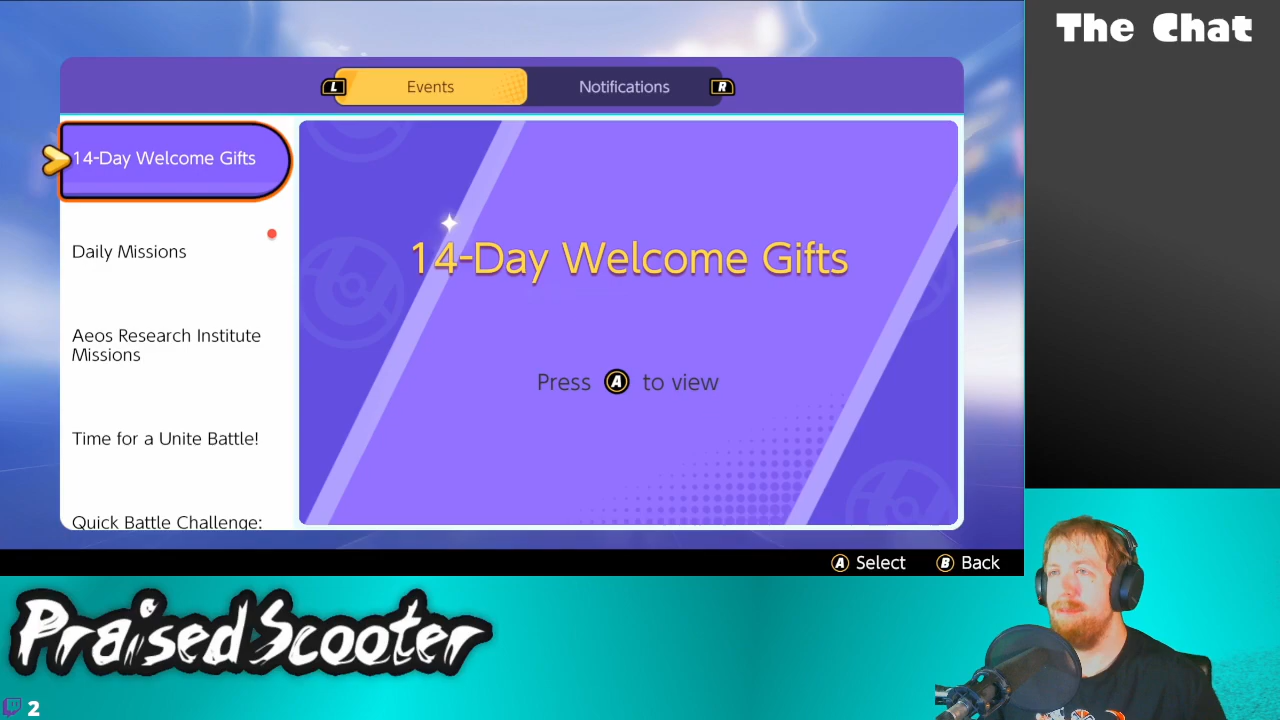 The Chat
L Events Notifications R
14-Day Welcome Gifts
Daily Missions
Aeos Research Institute
Missions
Time for a Unite Battle!
Quick Battle Challenge:
14-Day Welcome Gifts
Press A to view
A Select B Back
PraisedScooter
2